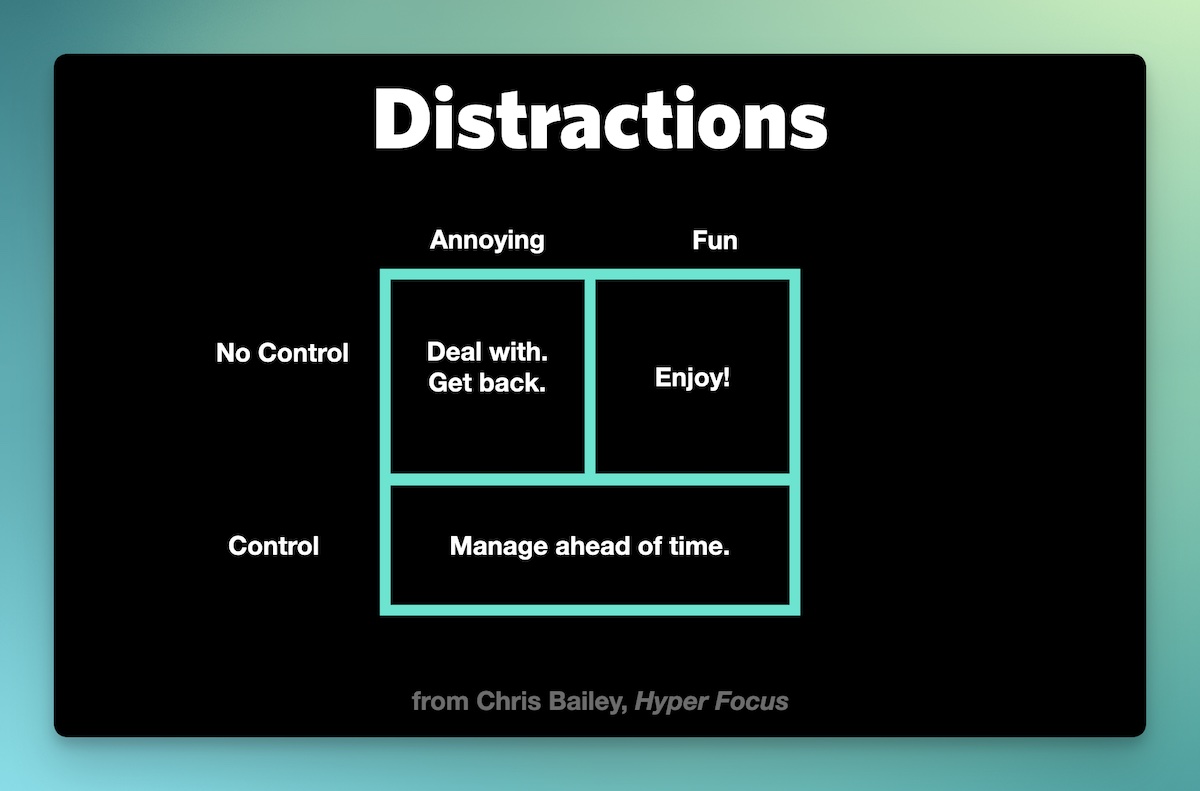 Distractions
Annoying Fun
No Control
Deal with.
Get back.
Enjoy!
Control
Manage ahead of time.
from Chris Bailey, Hyper Focus